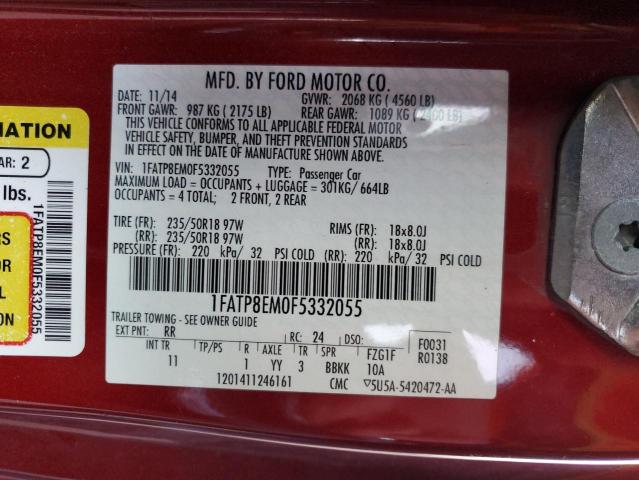 MFD. BY FORD MOTOR CO.
DATE: 11/14 GVWR: 2068 KG ( 4560 LB)
FRONT GAWR: 987 KG ( 2175 LB) REAR GAWR: 1089 KG ( 2400 LB)
THIS VEHICLE CONFORMS TO ALL APPLICABLE FEDERAL MOTOR
VEHICLE SAFETY, BUMPER, AND THEFT PREVENTION STANDARDS
IN EFFECT ON THE DATE OF MANUFACTURE SHOWN ABOVE.
VIN: 1FATP8EM0F5332055 TYPE: Passenger Car
MAXIMUM LOAD = OCCUPANTS + LUGGAGE = 301KG/ 664LB
OCCUPANTS = 4 TOTAL; 2 FRONT, 2 REAR
TIRE (FR): 235/50R18 97W RIMS (FR): 18x8.0J
(RR): 235/50R18 97W (RR): 18x8.0J
PRESSURE (FR): 220 kPa/ 32 PSI COLD (RR): 220 kPa/ 32 PSI COLD
1FATP8EM0F5332055
TRAILER TOWING - SEE OWNER GUIDE
EXT PNT: RR RC: 24 DSO: F0031
INT TR TP/PS R AXLE TR SPR FZG1F R0138
11 1 YY 3 BBKK 10A
1201411246161 CMC ▽5U5A-5420472-AA
MATION
AR: 2
lbs.
RS
OR
L
ON
1FATP8EM0F5332055